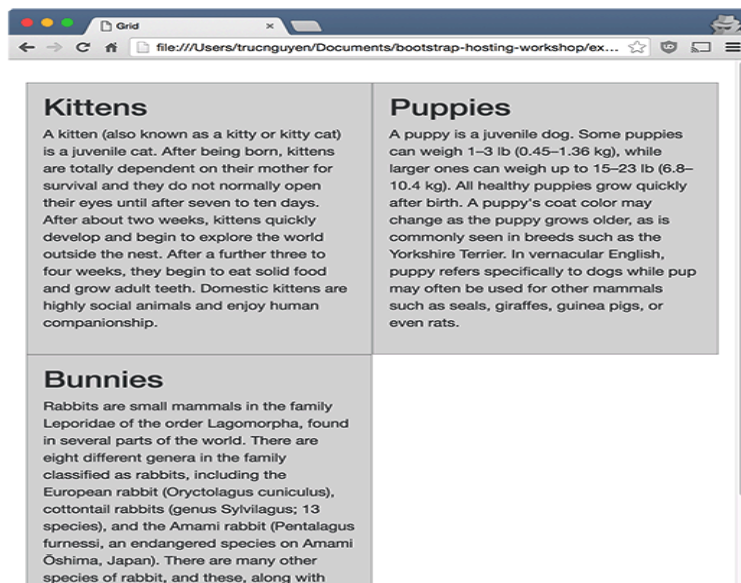 Grid
file:///Users/trucnguyen/Documents/bootstrap-hosting-workshop/ex...
Kittens
A kitten (also known as a kitty or kitty cat)
is a juvenile cat. After being born, kittens
are totally dependent on their mother for
survival and they do not normally open
their eyes until after seven to ten days.
After about two weeks, kittens quickly
develop and begin to explore the world
outside the nest. After a further three to
four weeks, they begin to eat solid food
and grow adult teeth. Domestic kittens are
highly social animals and enjoy human
companionship.
Puppies
A puppy is a juvenile dog. Some puppies
can weigh 1–3 lb (0.45–1.36 kg), while
larger ones can weigh up to 15–23 lb (6.8–
10.4 kg). All healthy puppies grow quickly
after birth. A puppy's coat color may
change as the puppy grows older, as is
commonly seen in breeds such as the
Yorkshire Terrier. In vernacular English,
puppy refers specifically to dogs while pup
may often be used for other mammals
such as seals, giraffes, guinea pigs, or
even rats.
Bunnies
Rabbits are small mammals in the family
Leporidae of the order Lagomorpha, found
in several parts of the world. There are
eight different genera in the family
classified as rabbits, including the
European rabbit (Oryctolagus cuniculus),
cottontail rabbits (genus Sylvilagus; 13
species), and the Amami rabbit (Pentalagus
furnessi, an endangered species on Amami
Ōshima, Japan). There are many other
species of rabbit, and these, along with